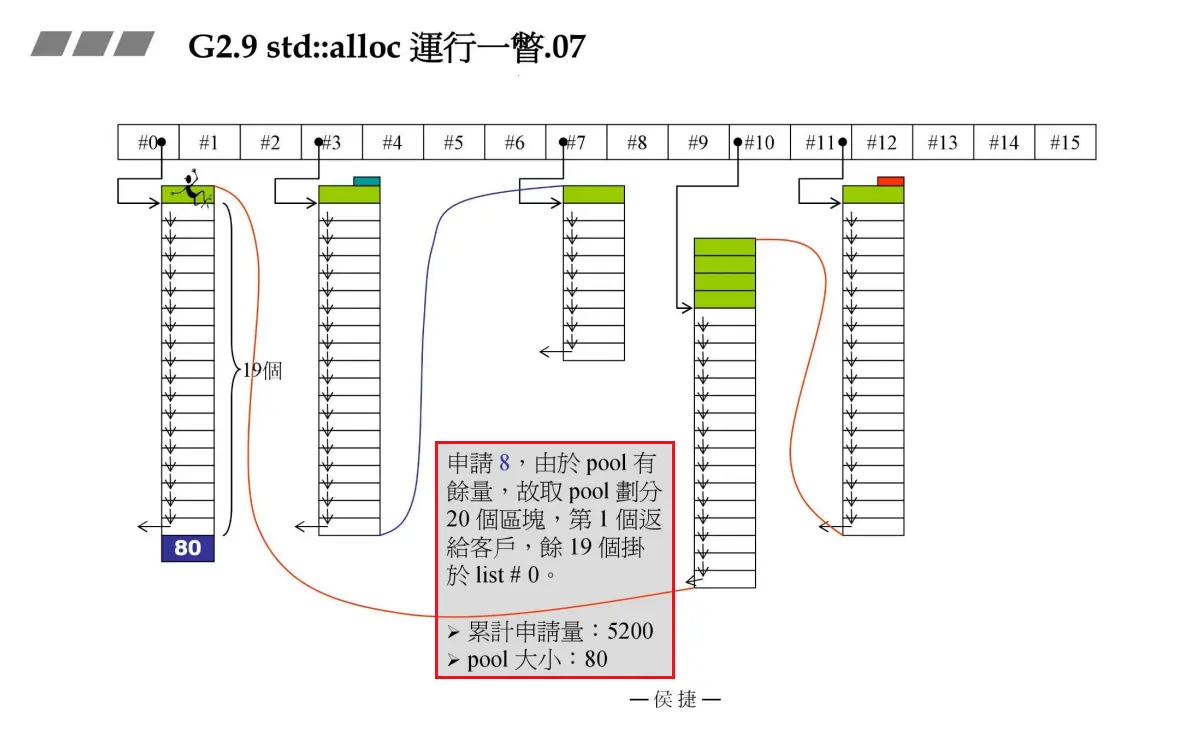 G2.9 std::alloc 運行一瞥.07
#0 #1 #2 #3 #4 #5 #6 #7 #8 #9 #10 #11 #12 #13 #14 #15
19個
80
申請 8，由於 pool 有
餘量，故取 pool 劃分
20 個區塊，第 1 個返
給客戶，餘 19 個掛
於 list # 0。
➢ 累計申請量：5200
➢ pool 大小：80
— 侯 捷 —